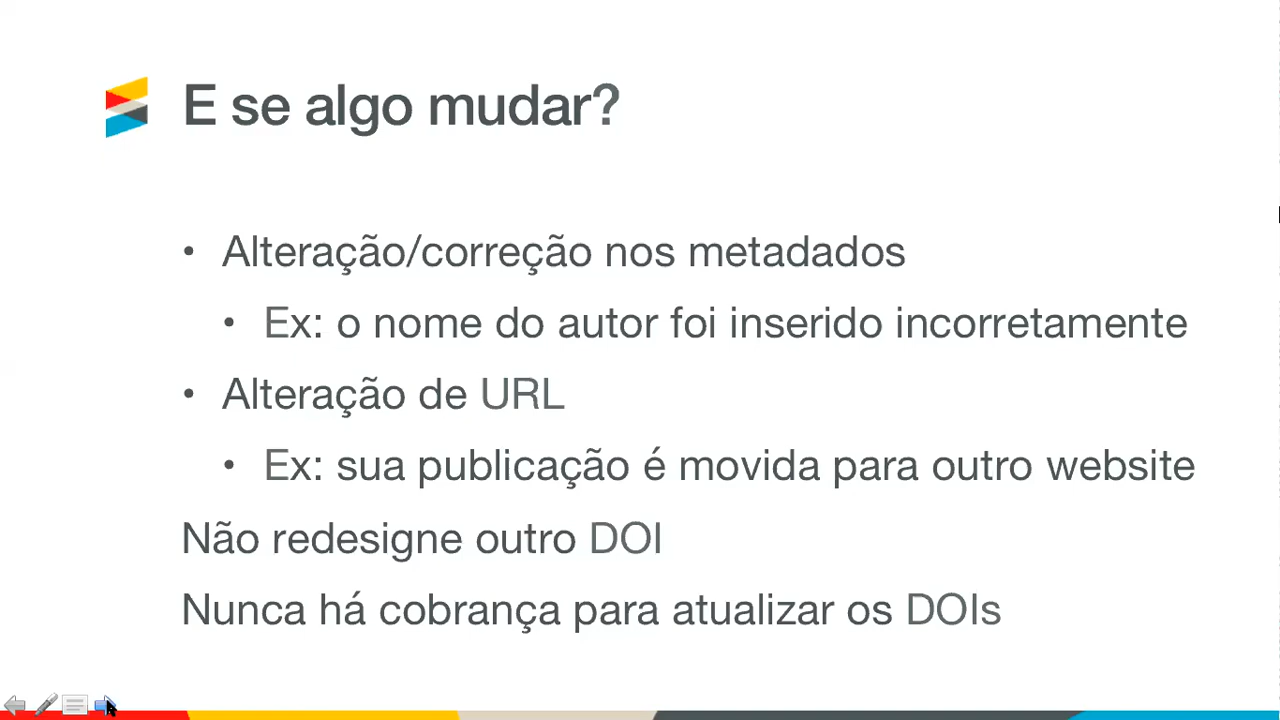 E se algo mudar?
• Alteração/correção nos metadados
• Ex: o nome do autor foi inserido incorretamente
• Alteração de URL
• Ex: sua publicação é movida para outro website
Não redesigne outro DOI
Nunca há cobrança para atualizar os DOIs